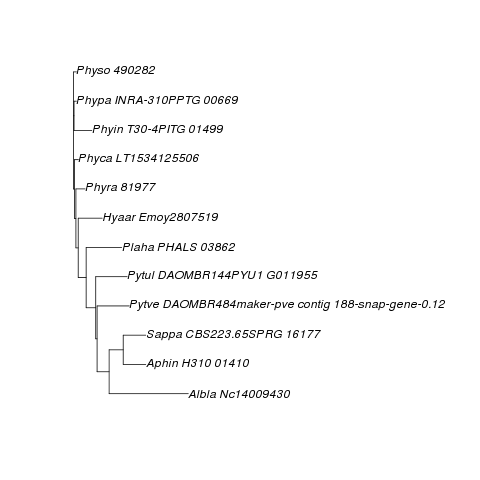 Physo 490282
Phypa INRA-310PPTG 00669
Phyin T30-4PITG 01499
Phyca LT1534125506
Phyra 81977
Hyaar Emoy2807519
Plaha PHALS 03862
Pytul DAOMBR144PYU1 G011955
Pytve DAOMBR484maker-pve contig 188-snap-gene-0.12
Sappa CBS223.65SPRG 16177
Aphin H310 01410
Albla Nc14009430